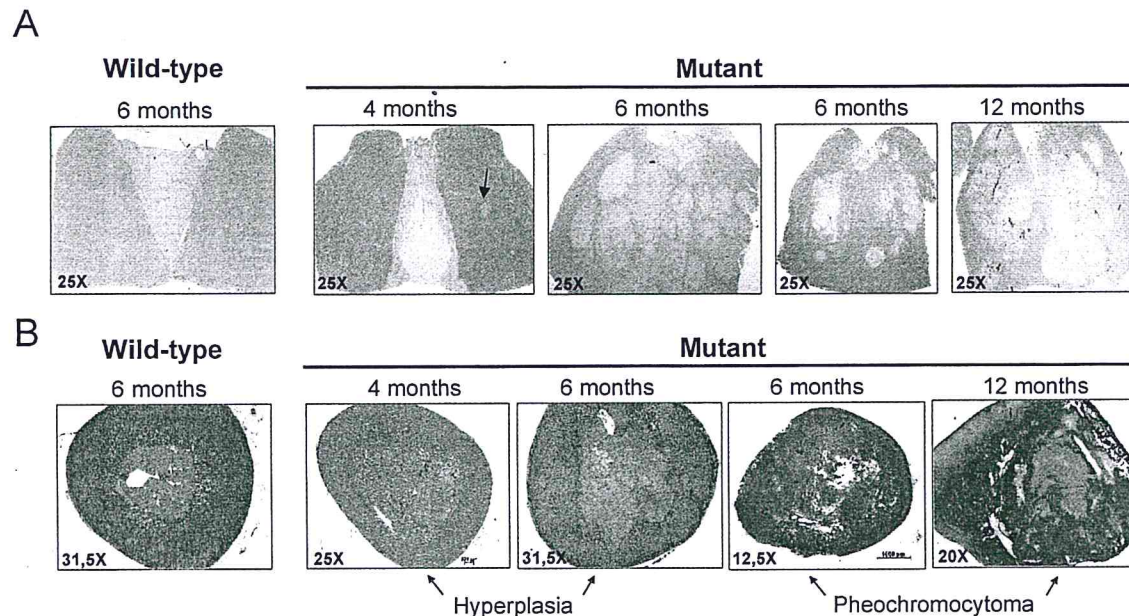 A
Wild-type
Mutant
6 months
4 months
6 months
6 months
12 months
25X
25X
25X
25X
25X
B
Wild-type
Mutant
6 months
4 months
6 months
6 months
12 months
31,5X
25X
31,5X
12,5X
20X
Hyperplasia
Pheochromocytoma